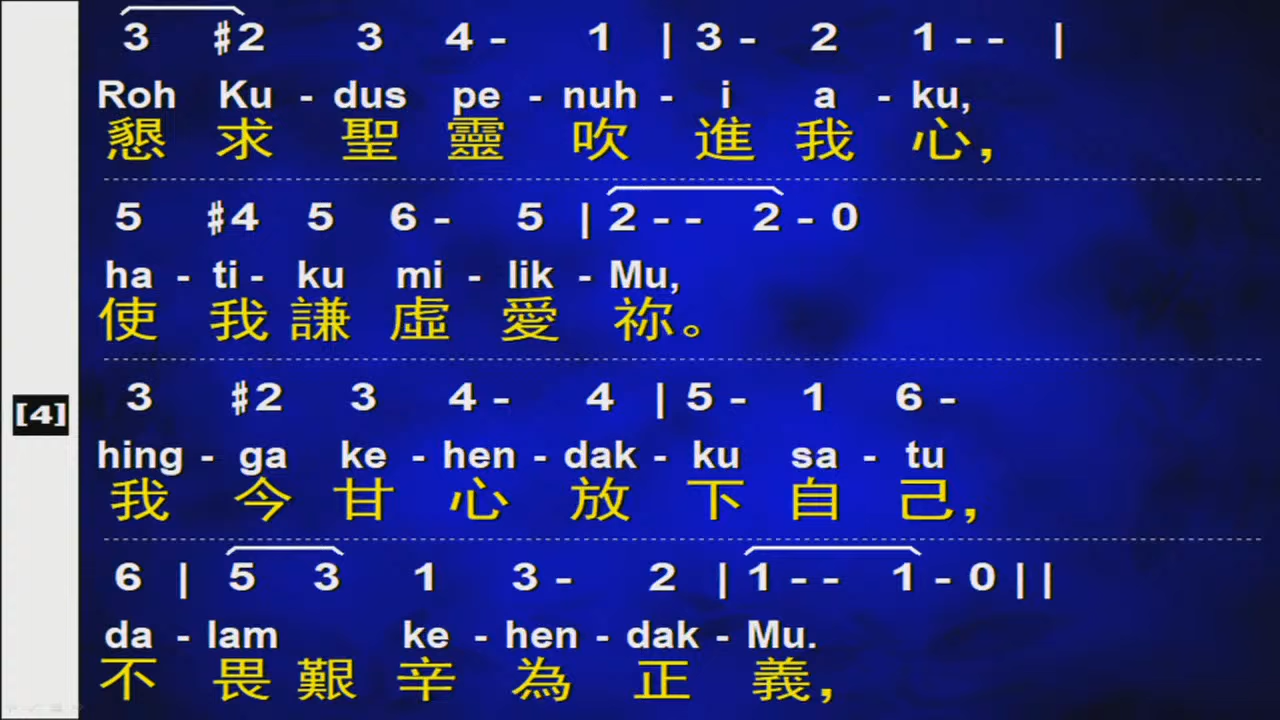 3 #2 3 4 - 1 | 3 - 2 1 - - |
Roh Ku - dus pe - nuh - i a - ku,
懇 求 聖 靈 吹 進 我 心,
5 #4 5 6 - 5 | 2 - - 2 - 0
ha - ti - ku mi - lik - Mu,
使 我 謙 虛 愛 祢。
3 #2 3 4 - 4 | 5 - 1 6 -
[4]
hing - ga ke - hen - dak - ku sa - tu
我 今 甘 心 放 下 自 己,
6 | 5 3 1 3 - 2 | 1 - - 1 - 0 | |
da - lam ke - hen - dak - Mu.
不 畏 艱 辛 為 正 義,